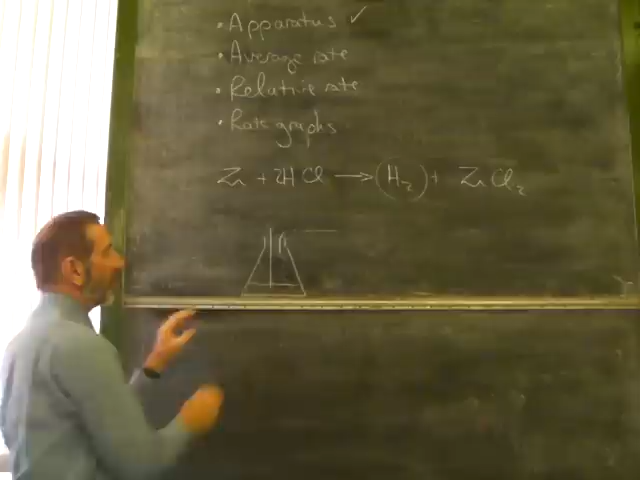 • Apparatus ✓
• Average rate
• Relative rate
• Rate graphs
Zn + 2HCl → H₂ + ZnCl₂